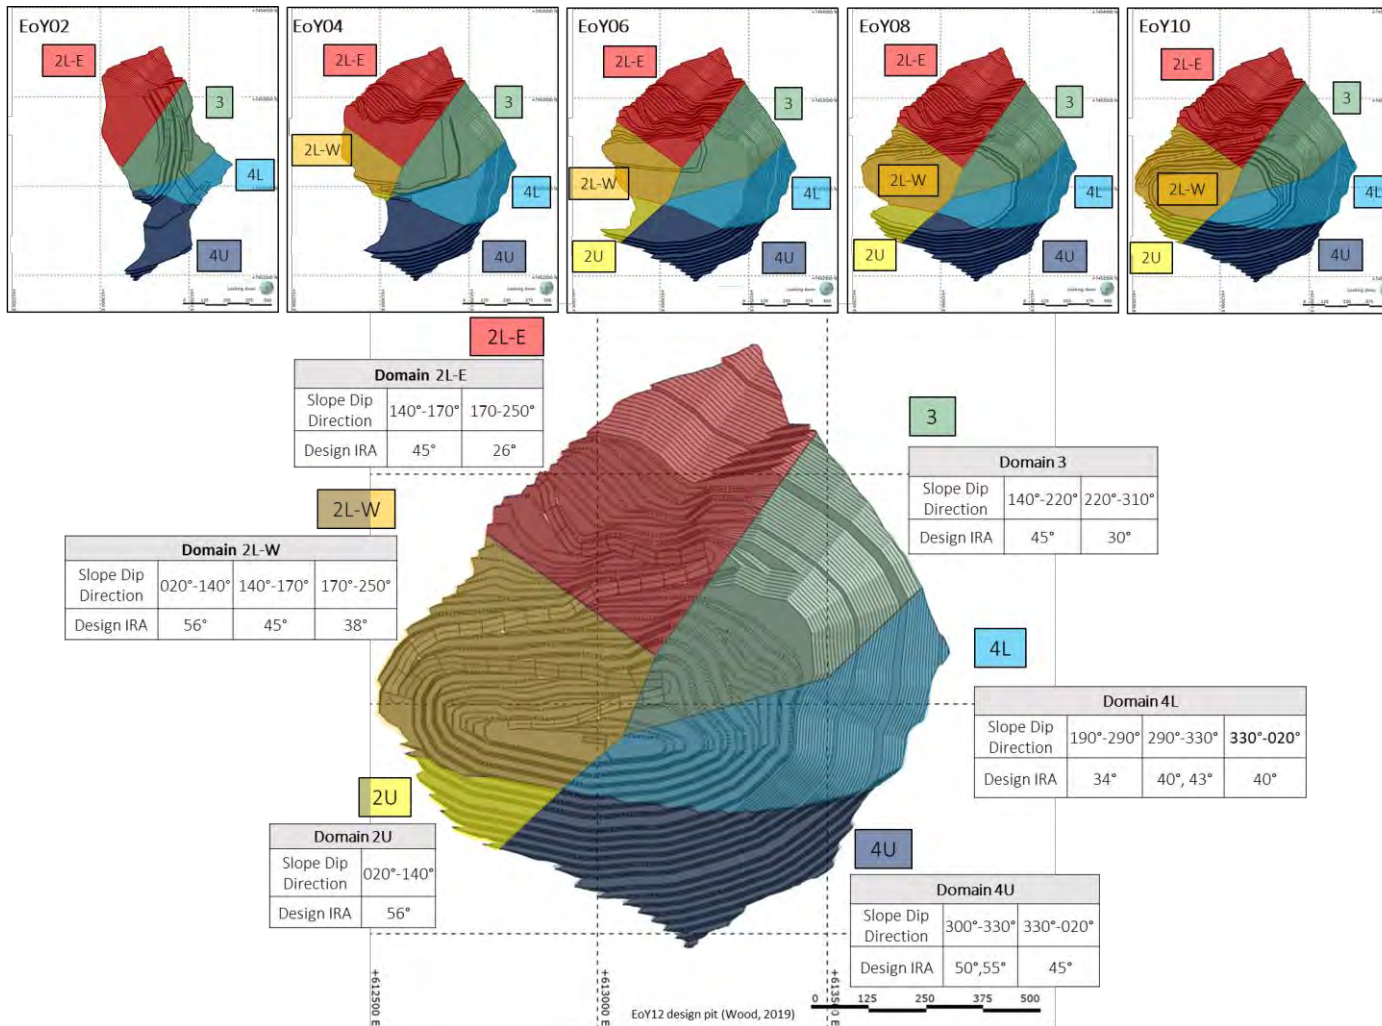 EoY02
2L-E
3
4L
4U
EoY04
2L-E
3
2L-W
4L
4U
EoY06
2L-E
3
2L-W
4L
2U
4U
EoY08
2L-E
3
2L-W
4L
2U
4U
EoY10
2L-E
3
2L-W
4L
2U
4U
2L-E
Domain 2L-E
Slope Dip Direction 140°-170° 170-250°
Design IRA 45° 26°
3
Domain 3
Slope Dip Direction 140°-220° 220°-310°
Design IRA 45° 30°
2L-W
Domain 2L-W
Slope Dip Direction 020°-140° 140°-170° 170°-250°
Design IRA 56° 45° 38°
4L
Domain 4L
Slope Dip Direction 190°-290° 290°-330° 330°-020°
Design IRA 34° 40°, 43° 40°
2U
Domain 2U
Slope Dip Direction 020°-140°
Design IRA 56°
4U
Domain 4U
Slope Dip Direction 300°-330° 330°-020°
Design IRA 50°,55° 45°
+612500 E
+613000 E
EoY12 design pit (Wood, 2019)
0 125 250 375 500